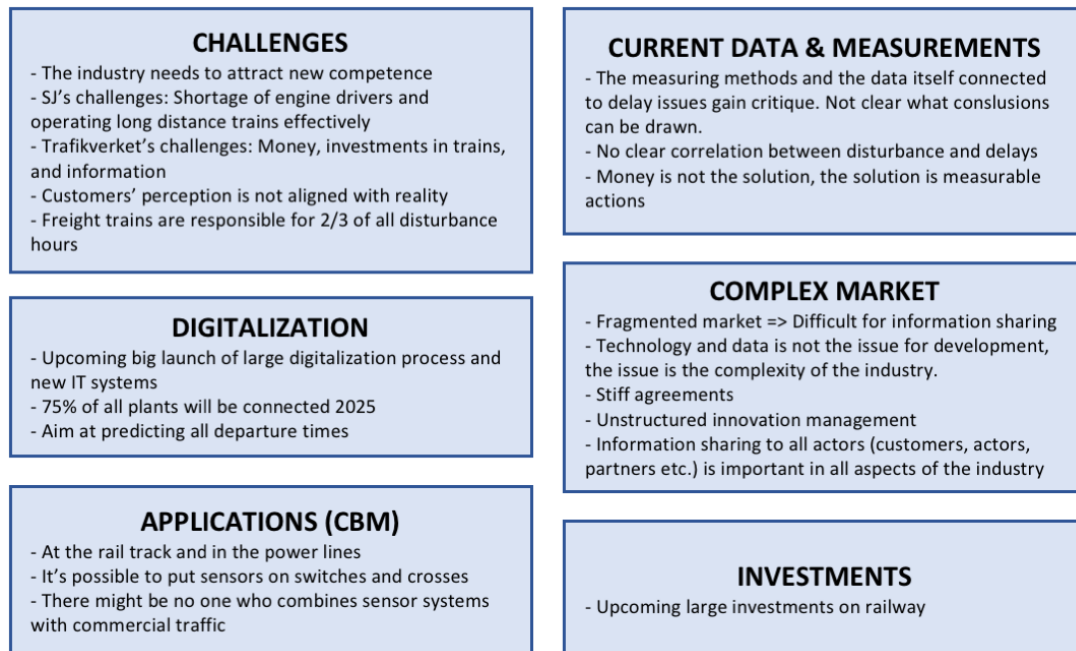 CHALLENGES
- The industry needs to attract new competence
- SJ's challenges: Shortage of engine drivers and
operating long distance trains effectively
- Trafikverket's challenges: Money, investments in trains,
and information
- Customers' perception is not aligned with reality
- Freight trains are responsible for 2/3 of all disturbance
hours
DIGITALIZATION
- Upcoming big launch of large digitalization process and
new IT systems
- 75% of all plants will be connected 2025
- Aim at predicting all departure times
APPLICATIONS (CBM)
- At the rail track and in the power lines
- It's possible to put sensors on switches and crosses
- There might be no one who combines sensor systems
with commercial traffic
CURRENT DATA & MEASUREMENTS
- The measuring methods and the data itself connected
to delay issues gain critique. Not clear what conslusions
can be drawn.
- No clear correlation between disturbance and delays
- Money is not the solution, the solution is measurable
actions
COMPLEX MARKET
- Fragmented market => Difficult for information sharing
- Technology and data is not the issue for development,
the issue is the complexity of the industry.
- Stiff agreements
- Unstructured innovation management
- Information sharing to all actors (customers, actors,
partners etc.) is important in all aspects of the industry
INVESTMENTS
- Upcoming large investments on railway